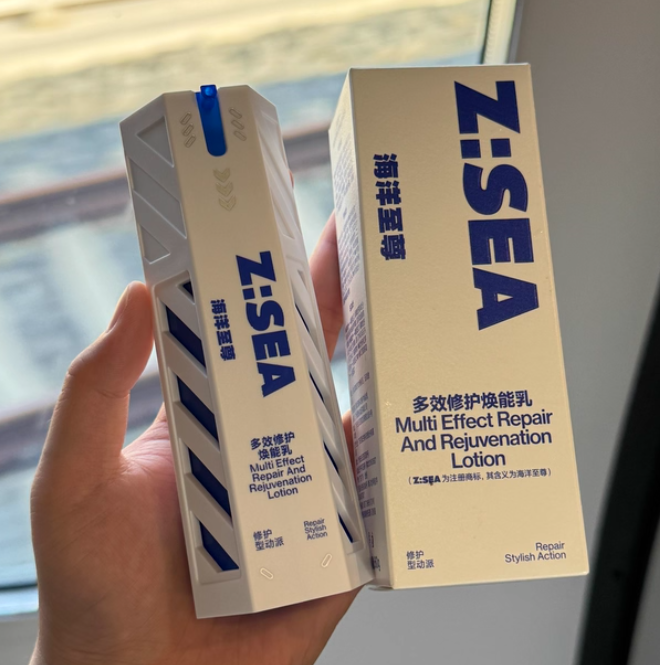 Z:SEA
海洋至尊
多效修护
焕能乳
Multi Effect
Repair And
Rejuvenation
Lotion
修护
型动派
Repair
Stylish
Action
Z:SEA
海洋至尊
多效修护焕能乳
Multi Effect Repair
And Rejuvenation
Lotion
(Z:SEA为注册商标,其含义为海洋至尊)
修护
型动派
Repair
Stylish Action